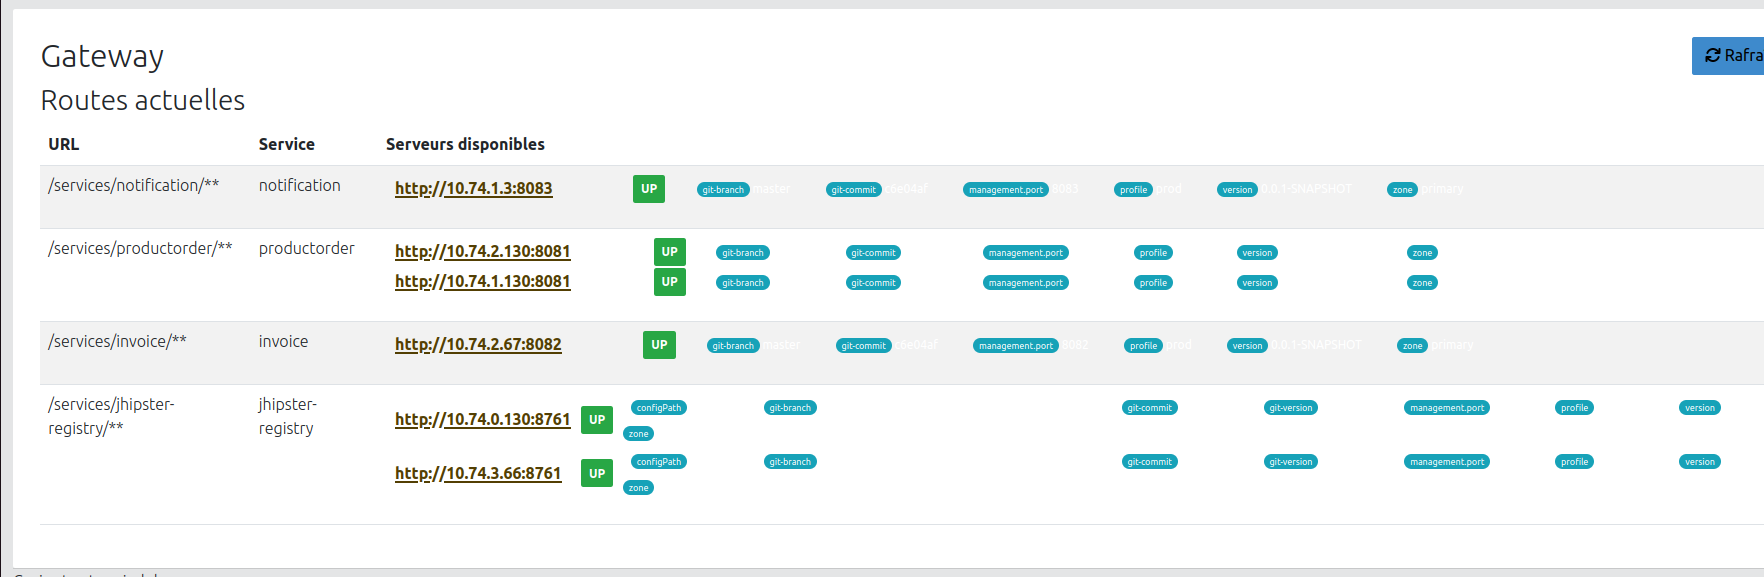 Gateway
Rafra
Routes actuelles
URL Service Serveurs disponibles
/services/notification/** notification http://10.74.1.3:8083 UP git-branch master git-commit c6e04af management.port 8083 profile prod version 0.0.1-SNAPSHOT zone primary
/services/productorder/** productorder http://10.74.2.130:8081 UP git-branch git-commit management.port profile version zone
http://10.74.1.130:8081 UP git-branch git-commit management.port profile version zone
/services/invoice/** invoice http://10.74.2.67:8082 UP git-branch master git-commit c6e04af management.port 8082 profile prod version 0.0.1-SNAPSHOT zone primary
/services/jhipster- jhipster- configPath git-branch git-commit git-version management.port profile version
registry/** registry http://10.74.0.130:8761 UP
zone
configPath git-branch git-commit git-version management.port profile version
http://10.74.3.66:8761 UP
zone